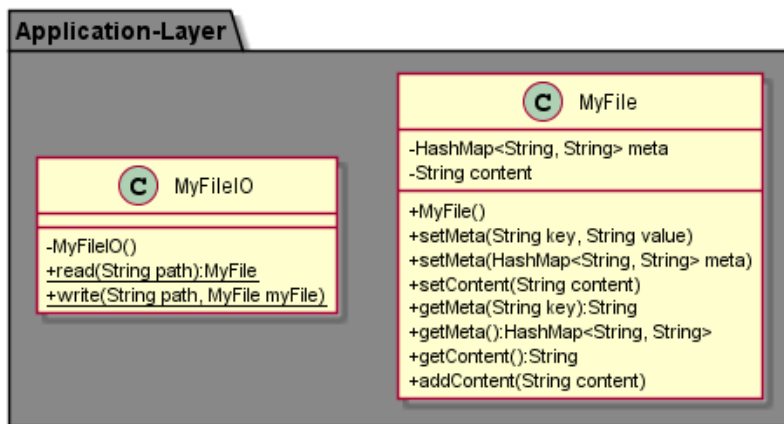 Application-Layer
C MyFileIO
-MyFileIO()
+read(String path):MyFile
+write(String path, MyFile myFile)
C MyFile
-HashMap<String, String> meta
-String content
+MyFile()
+setMeta(String key, String value)
+setMeta(HashMap<String, String> meta)
+setContent(String content)
+getMeta(String key):String
+getMeta():HashMap<String, String>
+getContent():String
+addContent(String content)